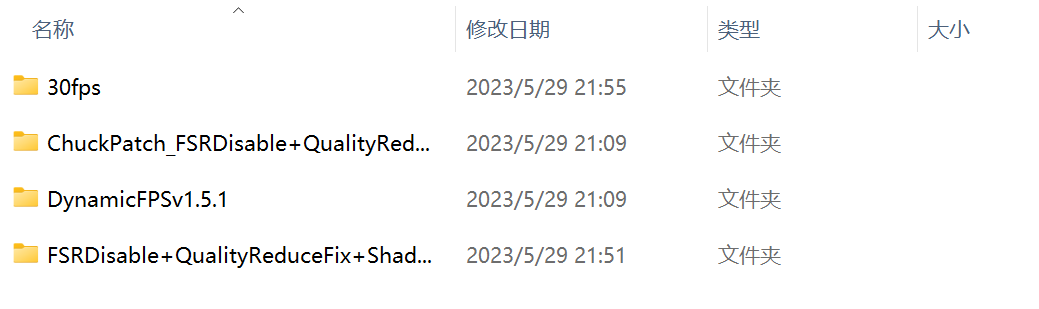 名称 修改日期 类型 大小
30fps 2023/5/29 21:55 文件夹
ChuckPatch_FSRDisable+QualityRed... 2023/5/29 21:09 文件夹
DynamicFPSv1.5.1 2023/5/29 21:09 文件夹
FSRDisable+QualityReduceFix+Shad... 2023/5/29 21:51 文件夹